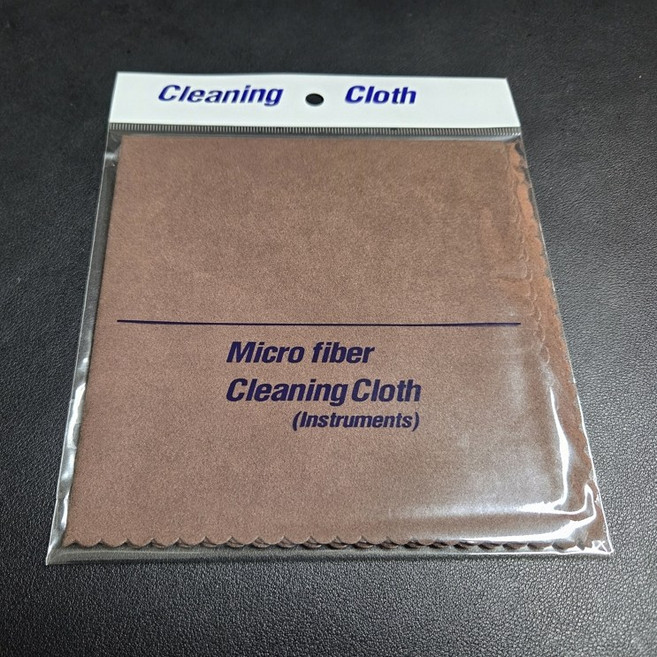 Cleaning Cloth
Micro fiber
Cleaning Cloth
(Instruments)